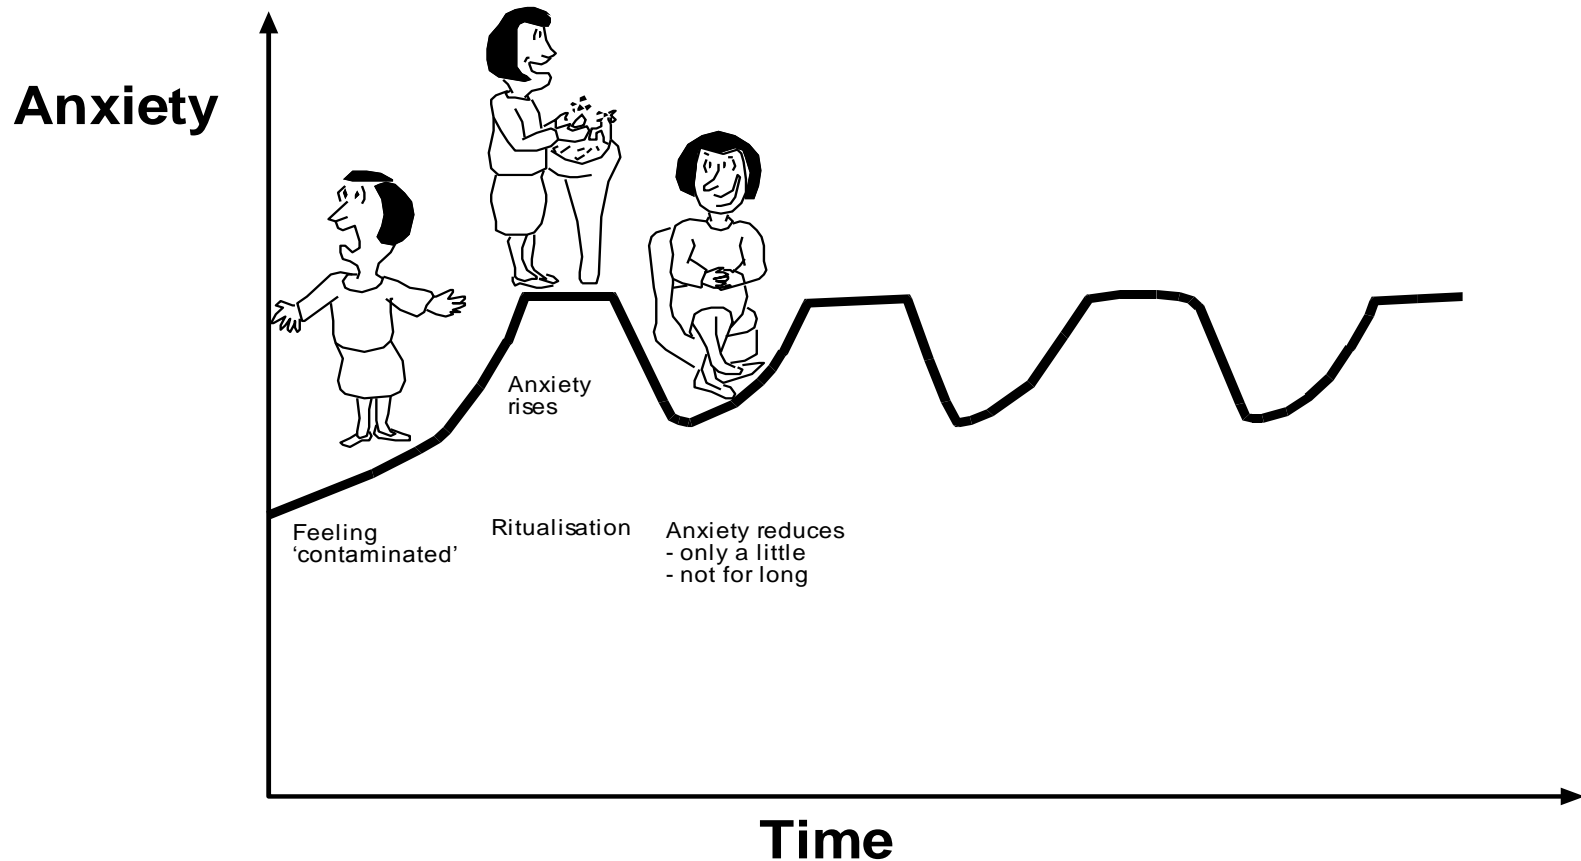 Anxiety
Anxiety
rises
Feeling
‘contaminated’
Ritualisation
Anxiety reduces
- only a little
- not for long
Time